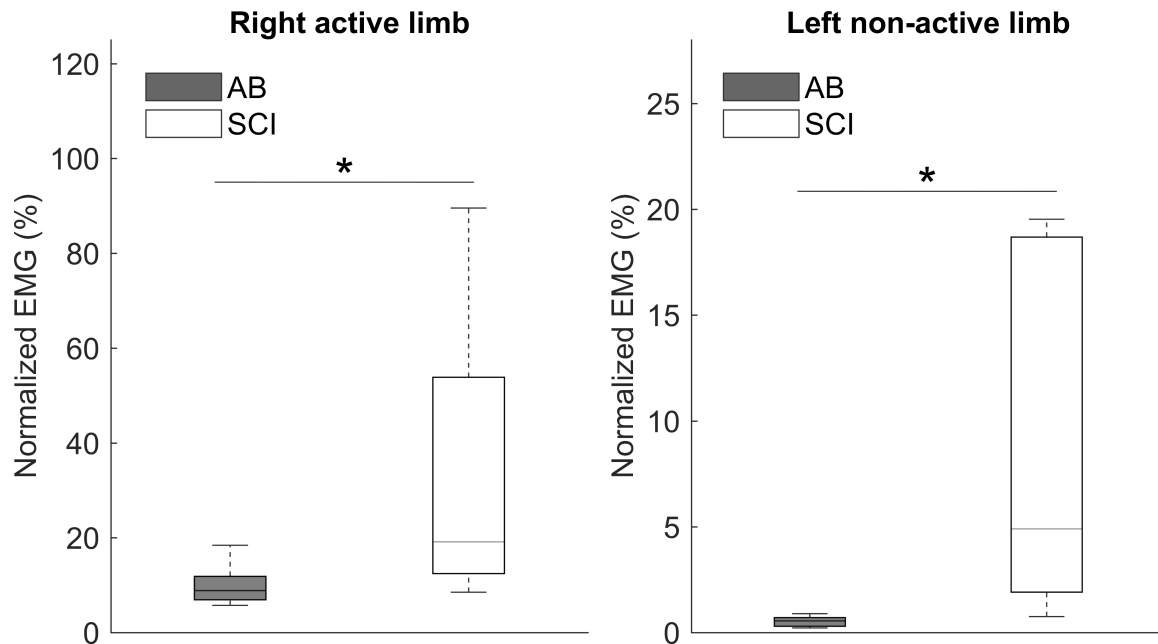 Right active limb
120
100
80
60
40
20
0
Normalized EMG (%)
AB
SCI
*
Left non-active limb
25
20
15
10
5
0
Normalized EMG (%)
AB
SCI
*